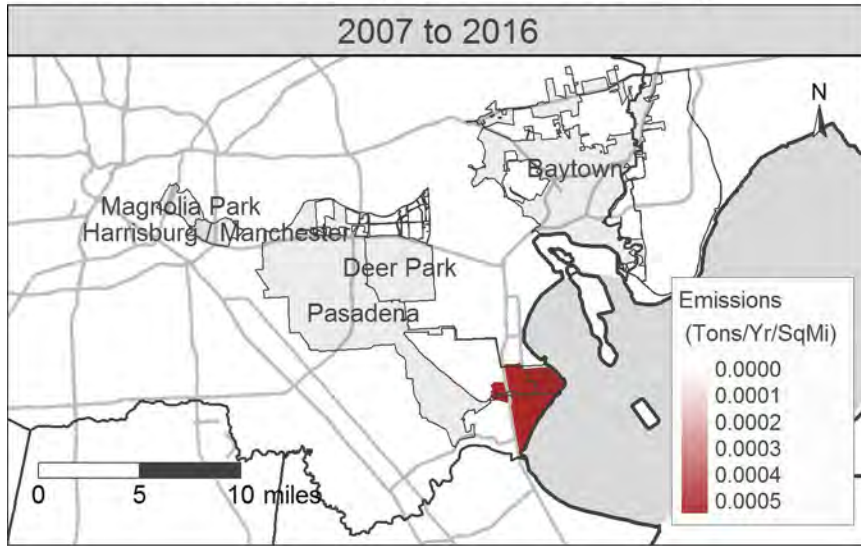 2007 to 2016
N
Baytown
Magnolia Park
Harrisburg / Manchester
Deer Park
Pasadena
Emissions
(Tons/Yr/SqMi)
0.0000
0.0001
0.0002
0.0003
0.0004
0.0005
0 5 10 miles